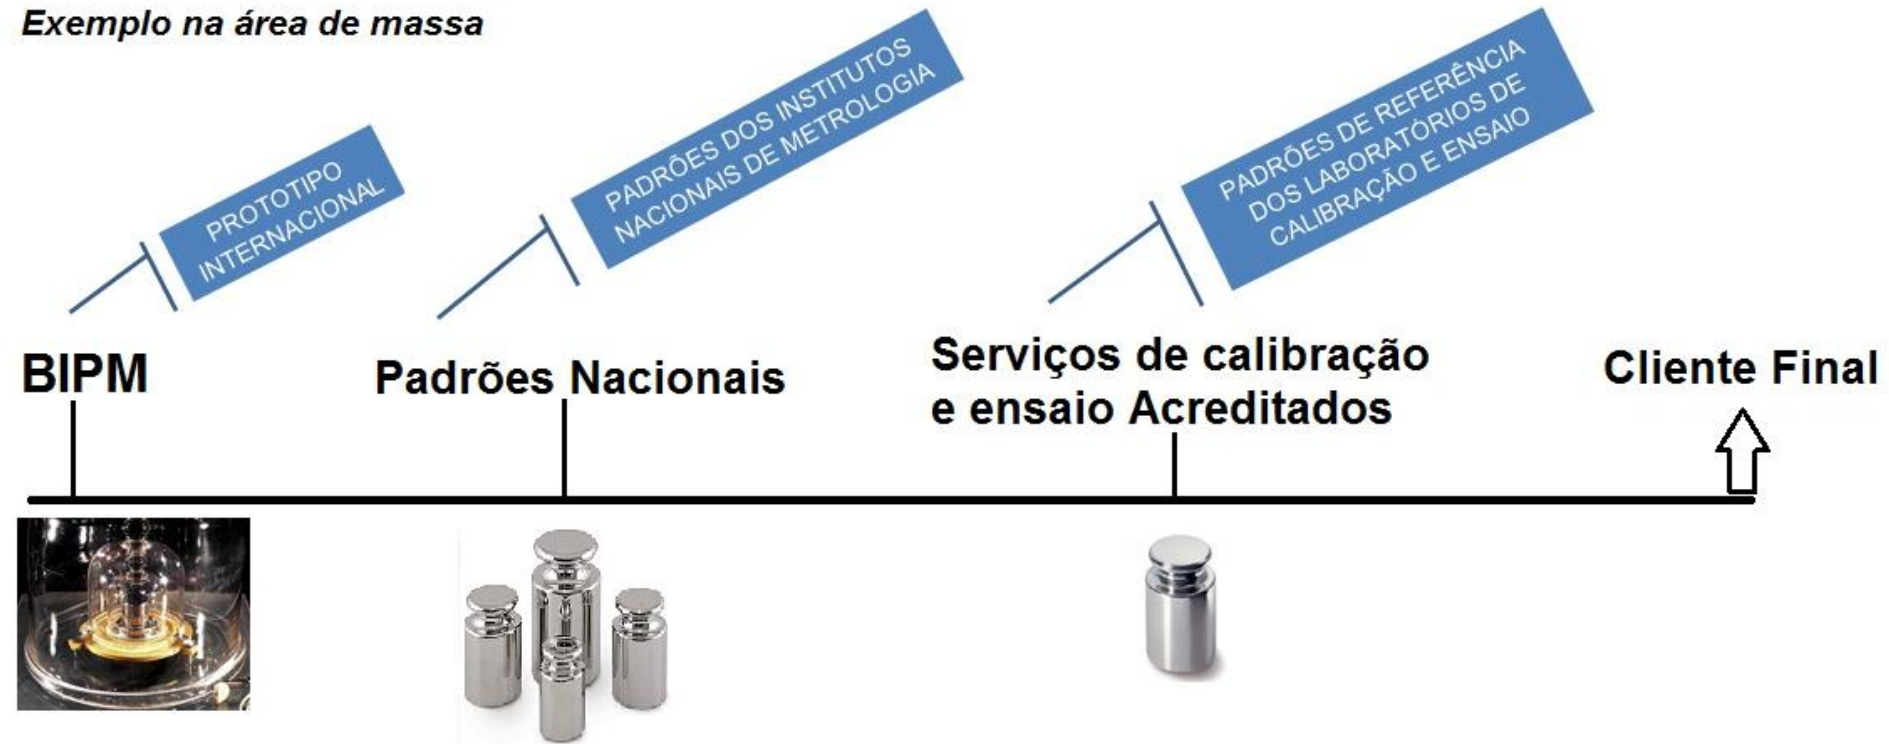 Exemplo na área de massa
PROTOTIPO
INTERNACIONAL
PADRÕES DOS INSTITUTOS
NACIONAIS DE METROLOGIA
PADRÕES DE REFERÊNCIA
DOS LABORATÓRIOS DE
CALIBRAÇÃO E ENSAIO
BIPM
Padrões Nacionais
Serviços de calibração
e ensaio Acreditados
Cliente Final